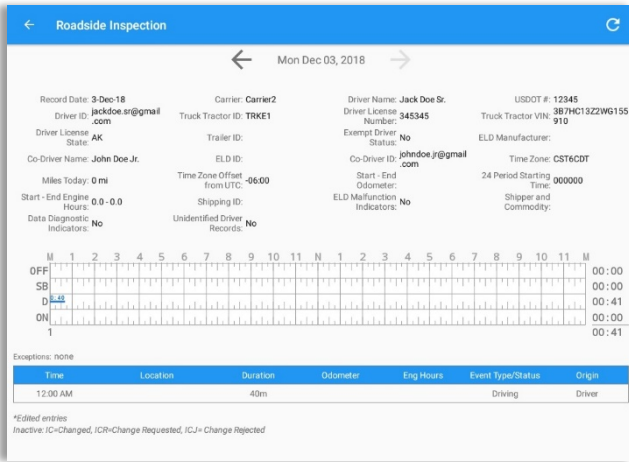 Roadside Inspection
Mon Dec 03, 2018
Record Date: 3-Dec-18 Carrier: Carrier2 Driver Name: Jack Doe Sr. USDOT #: 12345
Driver ID: jackdoe.sr@gmail.com Truck Tractor ID: TRKE1 Driver License Number: 345345 Truck Tractor VIN: 3B7HC13Z2WG155910
Driver License State: AK Trailer ID: Exempt Driver Status: No ELD Manufacturer:
Co-Driver Name: John Doe Jr. ELD ID: Co-Driver ID: johndoe.jr@gmail.com Time Zone: CST6CDT
Miles Today: 0 mi Time Zone Offset from UTC: -06:00 Start - End Odometer: 24 Period Starting Time: 000000
Start - End Engine Hours: 0.0 - 0.0 Shipping ID: ELD Malfunction Indicators: No Shipper and Commodity:
Data Diagnostic Indicators: No Unidentified Driver Records: No
M 1 2 3 4 5 6 7 8 9 10 11 N 1 2 3 4 5 6 7 8 9 10 11 M
OFF 00:00
SB 00:00
D 0:40 00:41
ON 00:00
1 00:41
Exceptions: none
Time Location Duration Odometer Eng Hours Event Type/Status Origin
12:00 AM 40m Driving Driver
*Edited entries
Inactive: IC=Changed, ICR=Change Requested, ICJ= Change Rejected